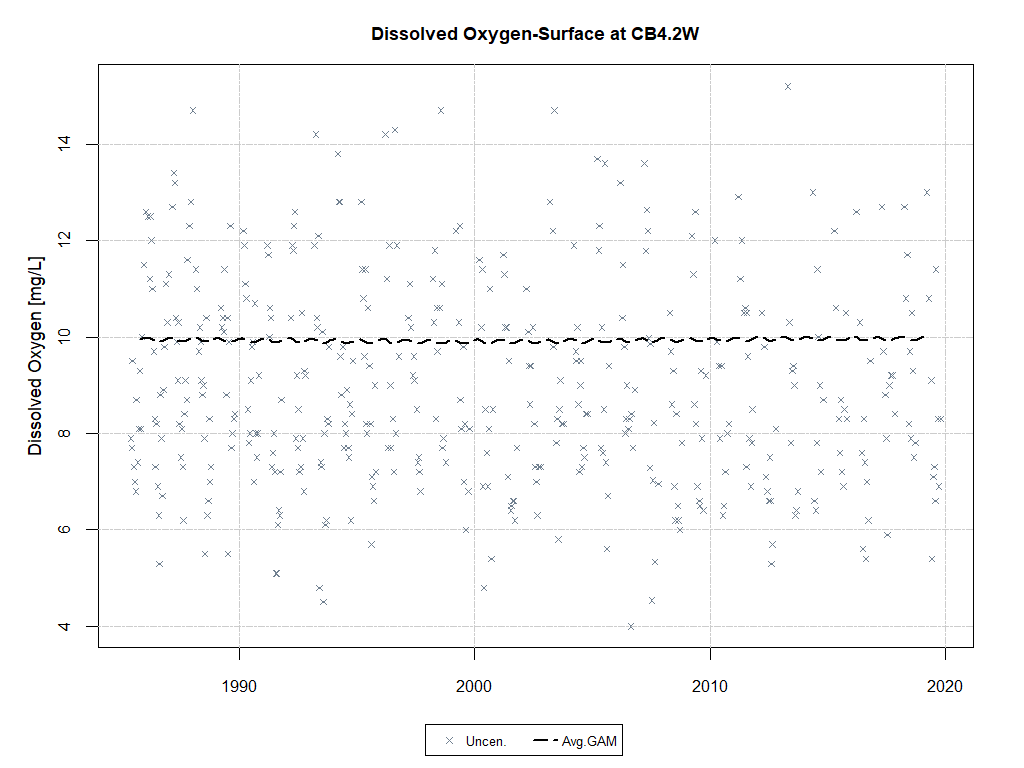 Dissolved Oxygen-Surface at CB4.2W
Dissolved Oxygen [mg/L]
14
12
10
8
6
4
1990 2000 2010 2020
Uncen. Avg.GAM